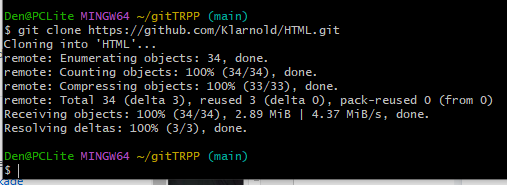 Den@PCLite MINGW64 ~/gitTRPP (main)
$ git clone https://github.com/Klarnold/HTML.git
Cloning into 'HTML'...
remote: Enumerating objects: 34, done.
remote: Counting objects: 100% (34/34), done.
remote: Compressing objects: 100% (33/33), done.
remote: Total 34 (delta 3), reused 3 (delta 0), pack-reused 0 (from 0)
Receiving objects: 100% (34/34), 2.89 MiB | 4.37 MiB/s, done.
Resolving deltas: 100% (3/3), done.
Den@PCLite MINGW64 ~/gitTRPP (main)
$